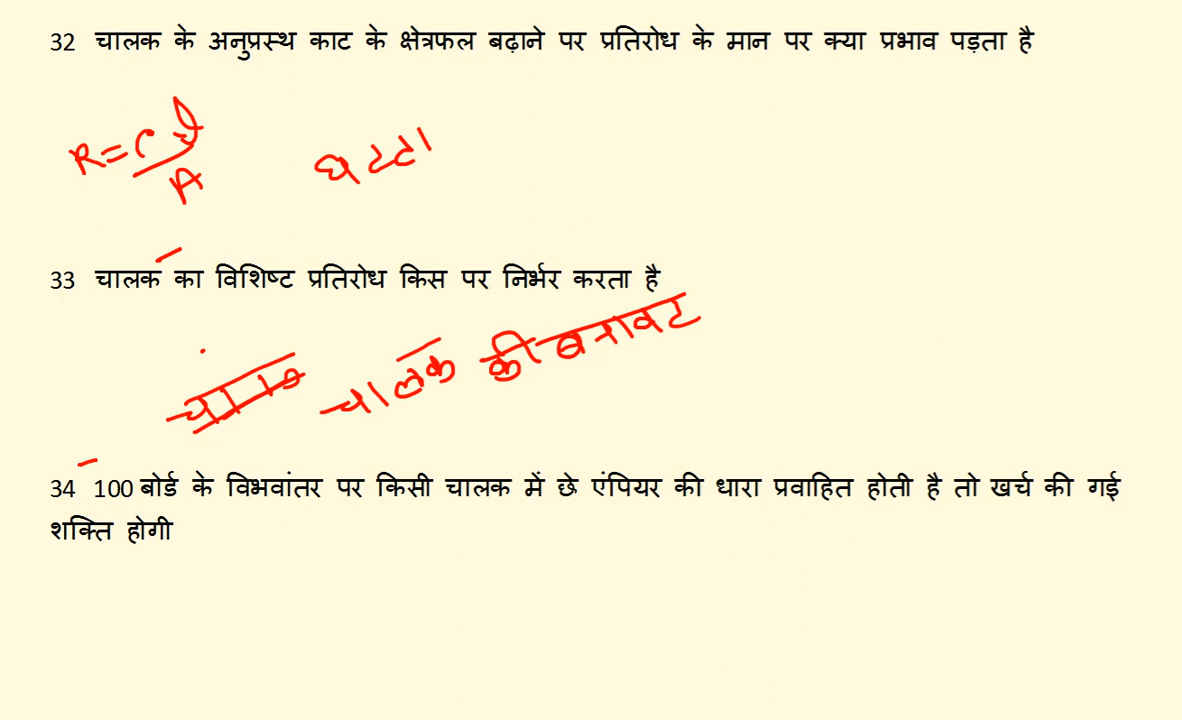 32 चालक के अनुप्रस्थ काट के क्षेत्रफल बढ़ाने पर प्रतिरोध के मान पर क्या प्रभाव पड़ता है
R=
A
घटता
33 चालक का विशिष्ट प्रतिरोध किस पर निर्भर करता है
चालक की बनावट
34 100 बोर्ड के विभवांतर पर किसी चालक में छे एंपियर की धारा प्रवाहित होती है तो खर्च की गई
शक्ति होगी